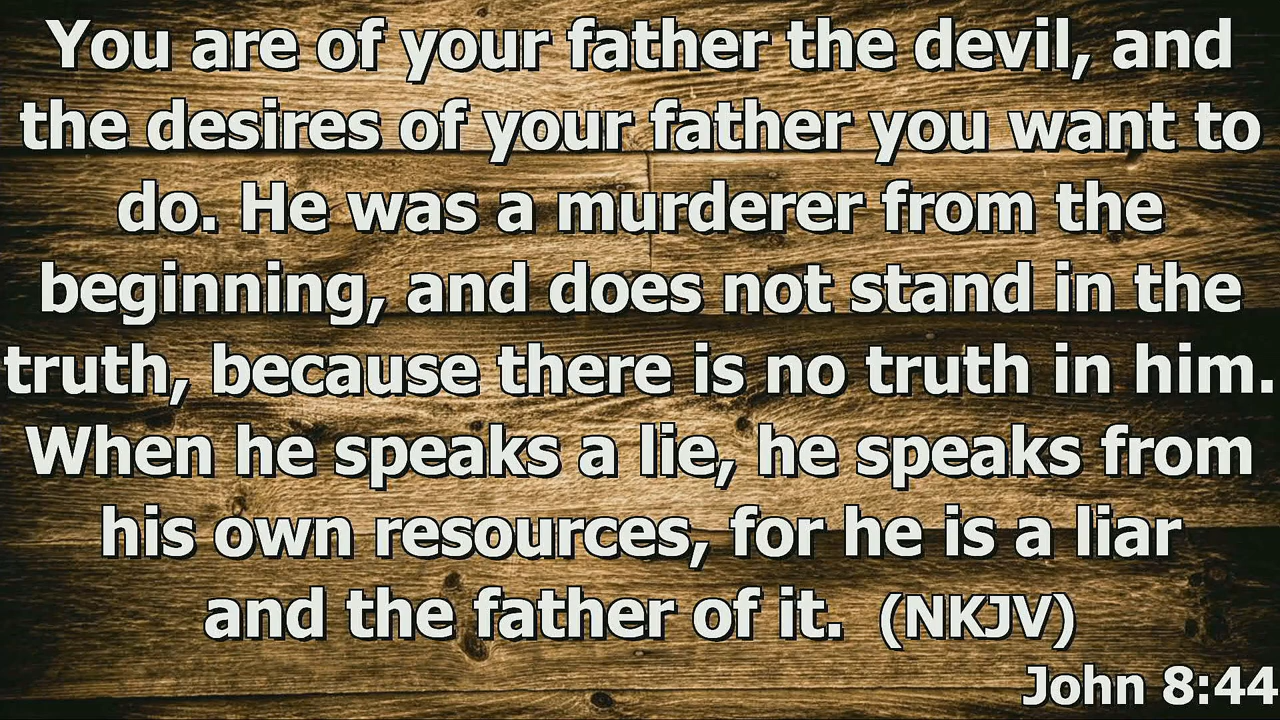 You are of your father the devil, and
the desires of your father you want to
do. He was a murderer from the
beginning, and does not stand in the
truth, because there is no truth in him.
When he speaks a lie, he speaks from
his own resources, for he is a liar
and the father of it. (NKJV)
John 8:44